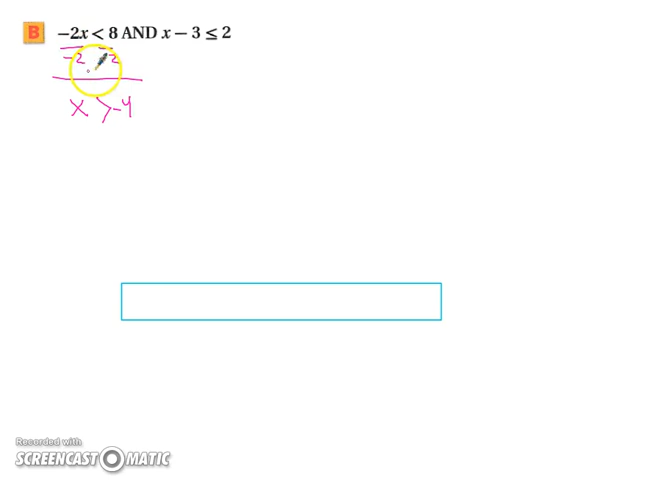 B −2x < 8 AND x − 3 ≤ 2
−2 −2
x > −4
Recorded with
SCREENCAST MATIC